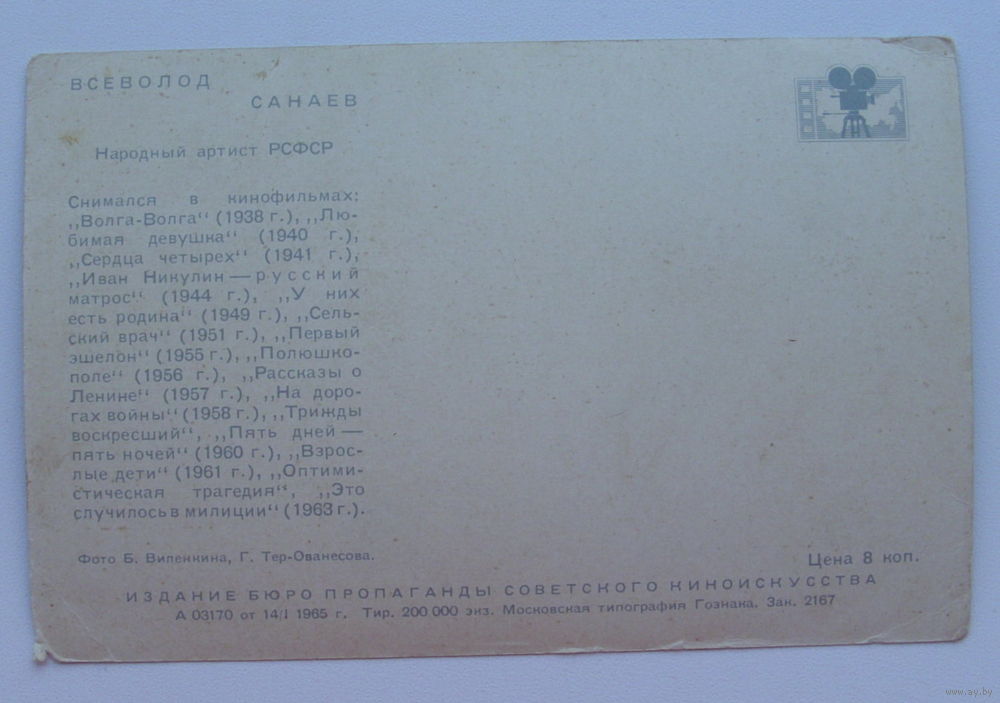 ВСЕВОЛОД
САНАЕВ
Народный артист РСФСР
Снимался в кинофильмах:
,,Волга-Волга“ (1938 г.), ,,Лю-
бимая девушка“ (1940 г.),
,,Сердца четырех“ (1941 г.),
,,Иван Никулин — русский
матрос“ (1944 г.), ,,У них
есть родина“ (1949 г.), ,,Сель-
ский врач“ (1951 г.), ,,Первый
эшелон“ (1955 г.), ,,Полюшко-
поле“ (1956 г.), ,,Рассказы о
Ленине“ (1957 г.), ,,На доро-
гах войны“ (1958 г.), ,,Трижды
воскресший“, ,,Пять дней —
пять ночей“ (1960 г.), ,,Взрос-
лые дети“ (1961 г.), ,,Оптими-
стическая трагедия“, ,,Это
случилось в милиции“ (1963 г.).
Фото Б. Виленкина, Г. Тер-Ованесова.
Цена 8 коп.
ИЗДАНИЕ БЮРО ПРОПАГАНДЫ СОВЕТСКОГО КИНОИСКУССТВА
А 03170 от 14/I 1965 г. Тир. 200 000 экз. Московская типография Гознака. Зак. 2167
www.ay.by